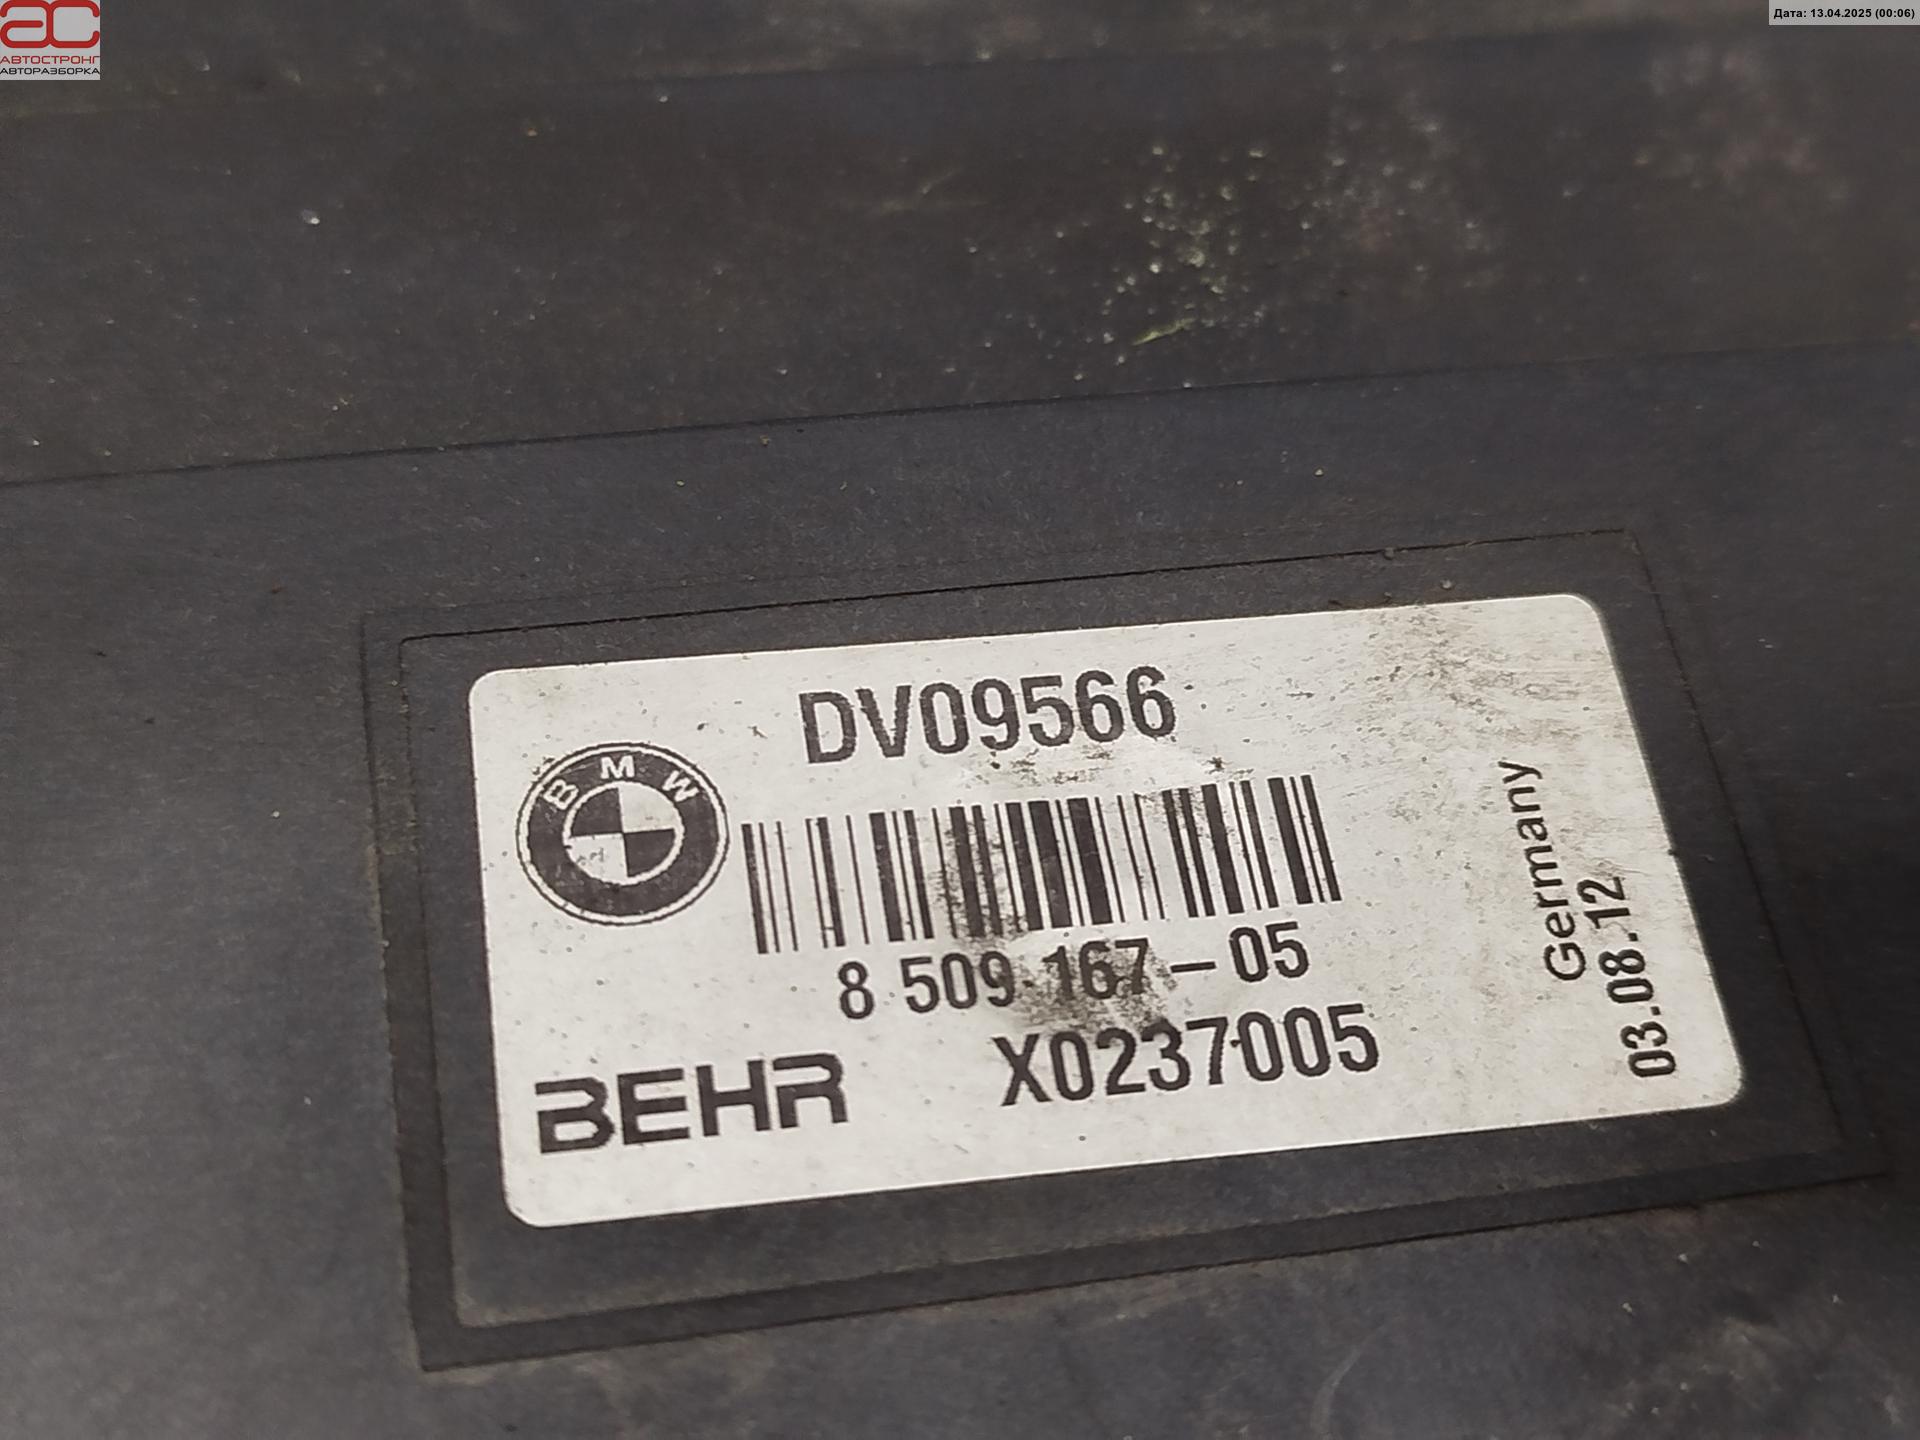 АВТОСТРОНГ
АВТОРАЗБОРКА
Дата: 13.04.2025 (00:06)
DV09566
BMW
8 509 167-05
BEHR
X0237005
Germany
03.08.12